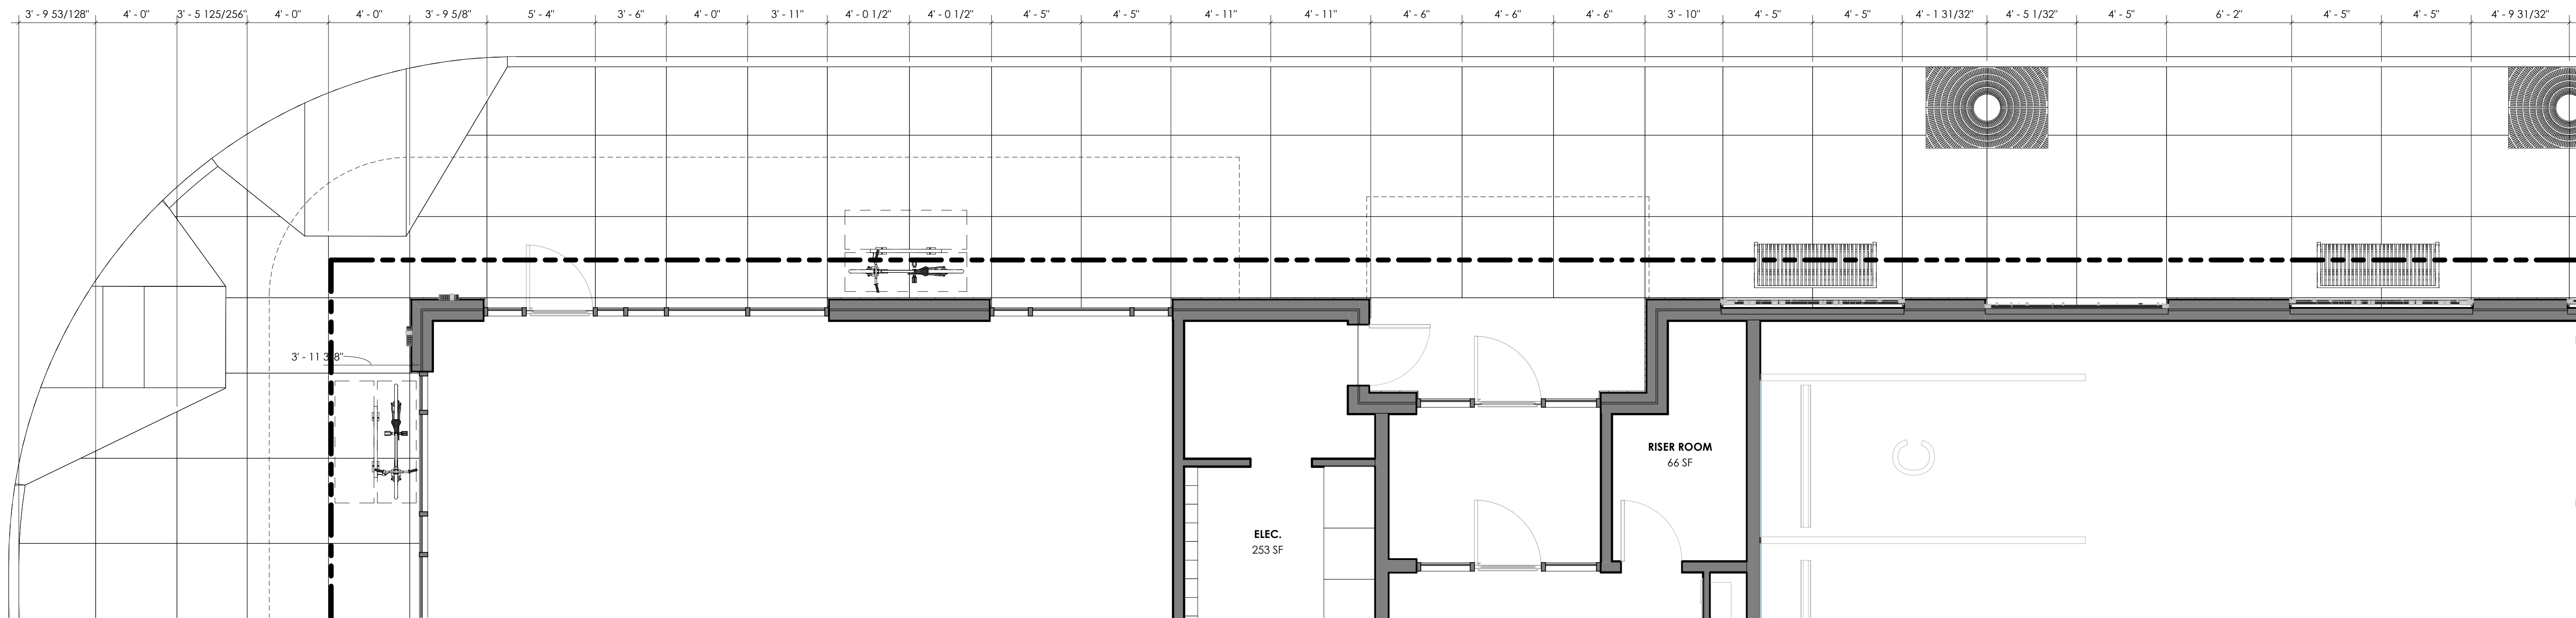 3' - 9 53/128" 4' - 0" 3' - 5 125/256" 4' - 0" 4' - 0" 3' - 9 5/8" 5' - 4" 3' - 6" 4' - 0" 3' - 11" 4' - 0 1/2" 4' - 0 1/2" 4' - 5" 4' - 5" 4' - 11" 4' - 11" 4' - 6" 4' - 6" 4' - 6" 3' - 10" 4' - 5" 4' - 5" 4' - 1 31/32" 4' - 5 1/32" 4' - 5" 6' - 2" 4' - 5" 4' - 5" 4' - 9 31/32"
3' - 11 3/8"
RISER ROOM
66 SF
C
ELEC.
253 SF